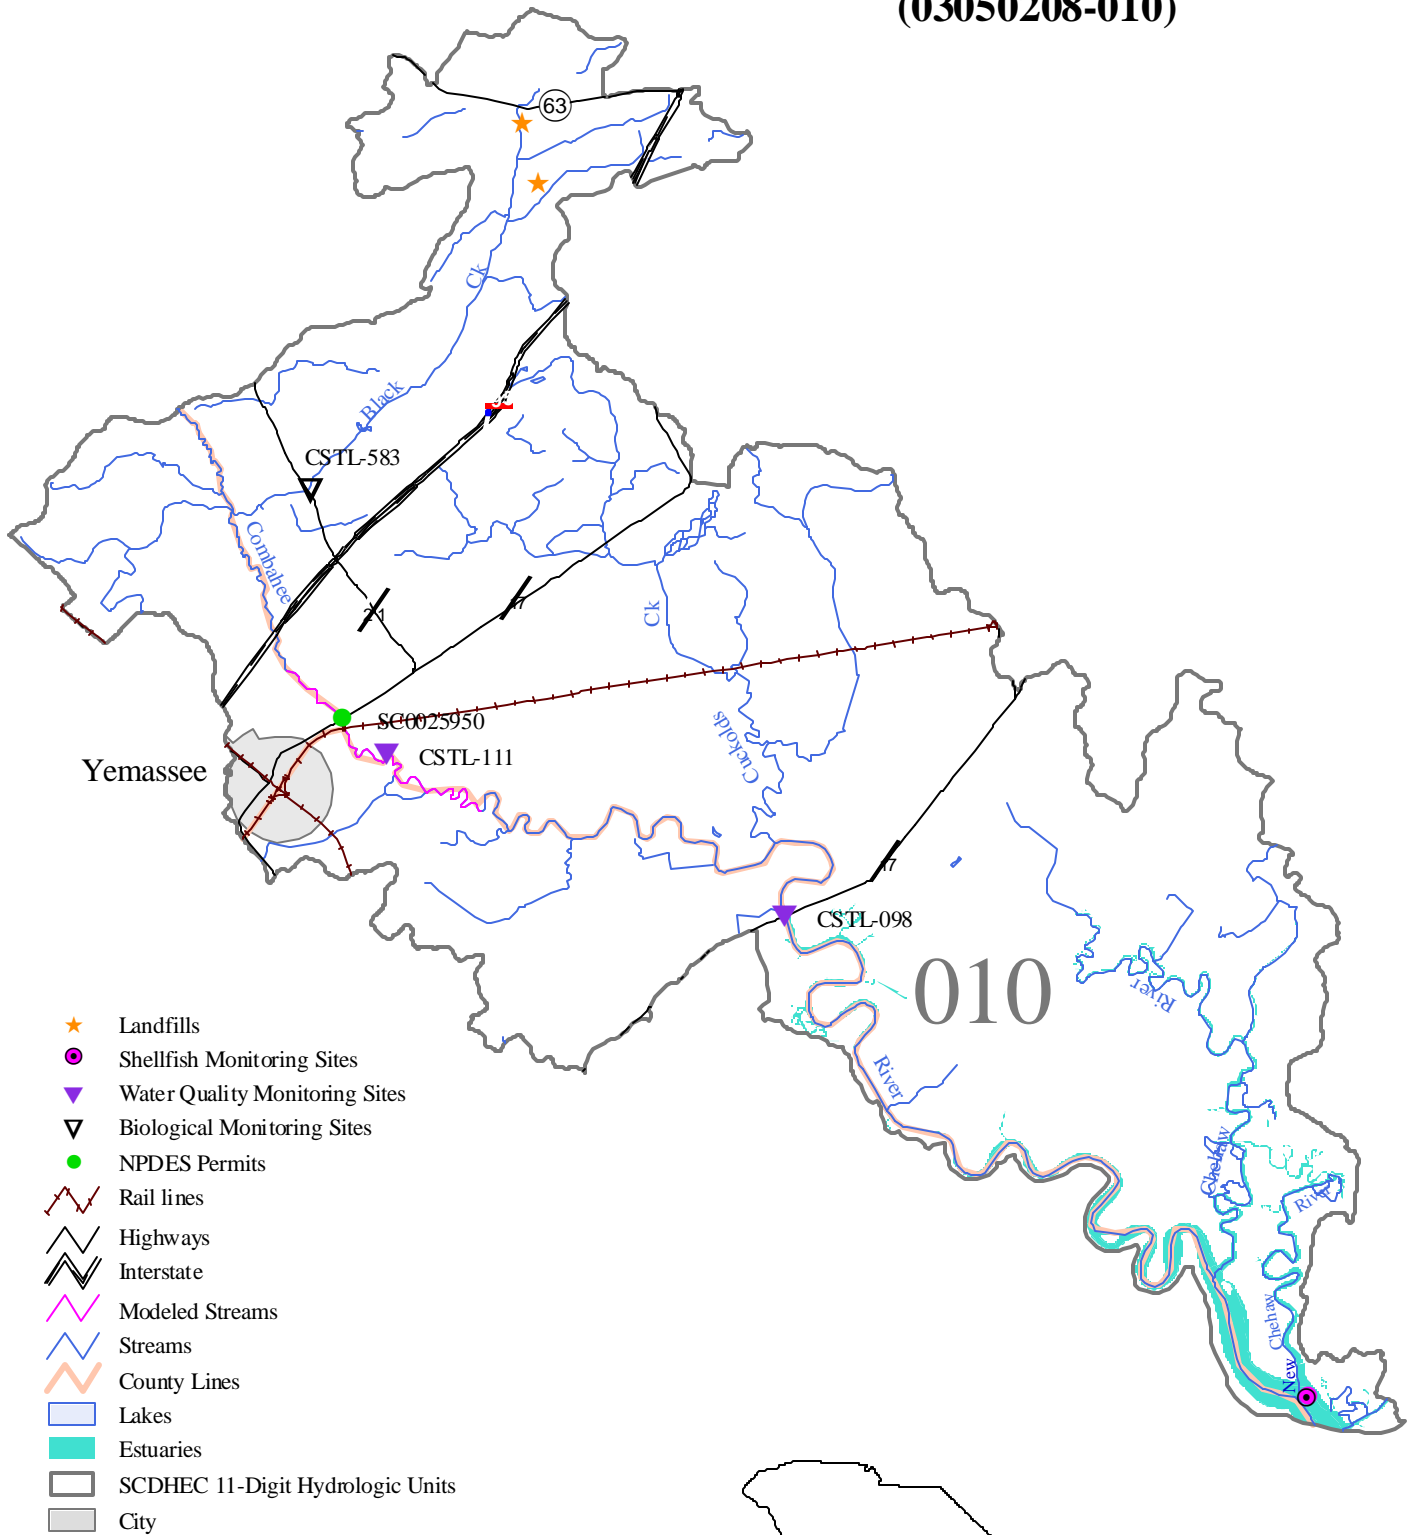 (03050208-010)
63
Ck
Black
CSTL-583
Combahee
21
17
Ck
SC0025950
Cuckolds
CSTL-111
Yemassee
17
CSTL-098
010
River
River
Chehaw
River
Chehaw
New
Landfills
Shellfish Monitoring Sites
Water Quality Monitoring Sites
Biological Monitoring Sites
NPDES Permits
Rail lines
Highways
Interstate
Modeled Streams
Streams
County Lines
Lakes
Estuaries
SCDHEC 11-Digit Hydrologic Units
City